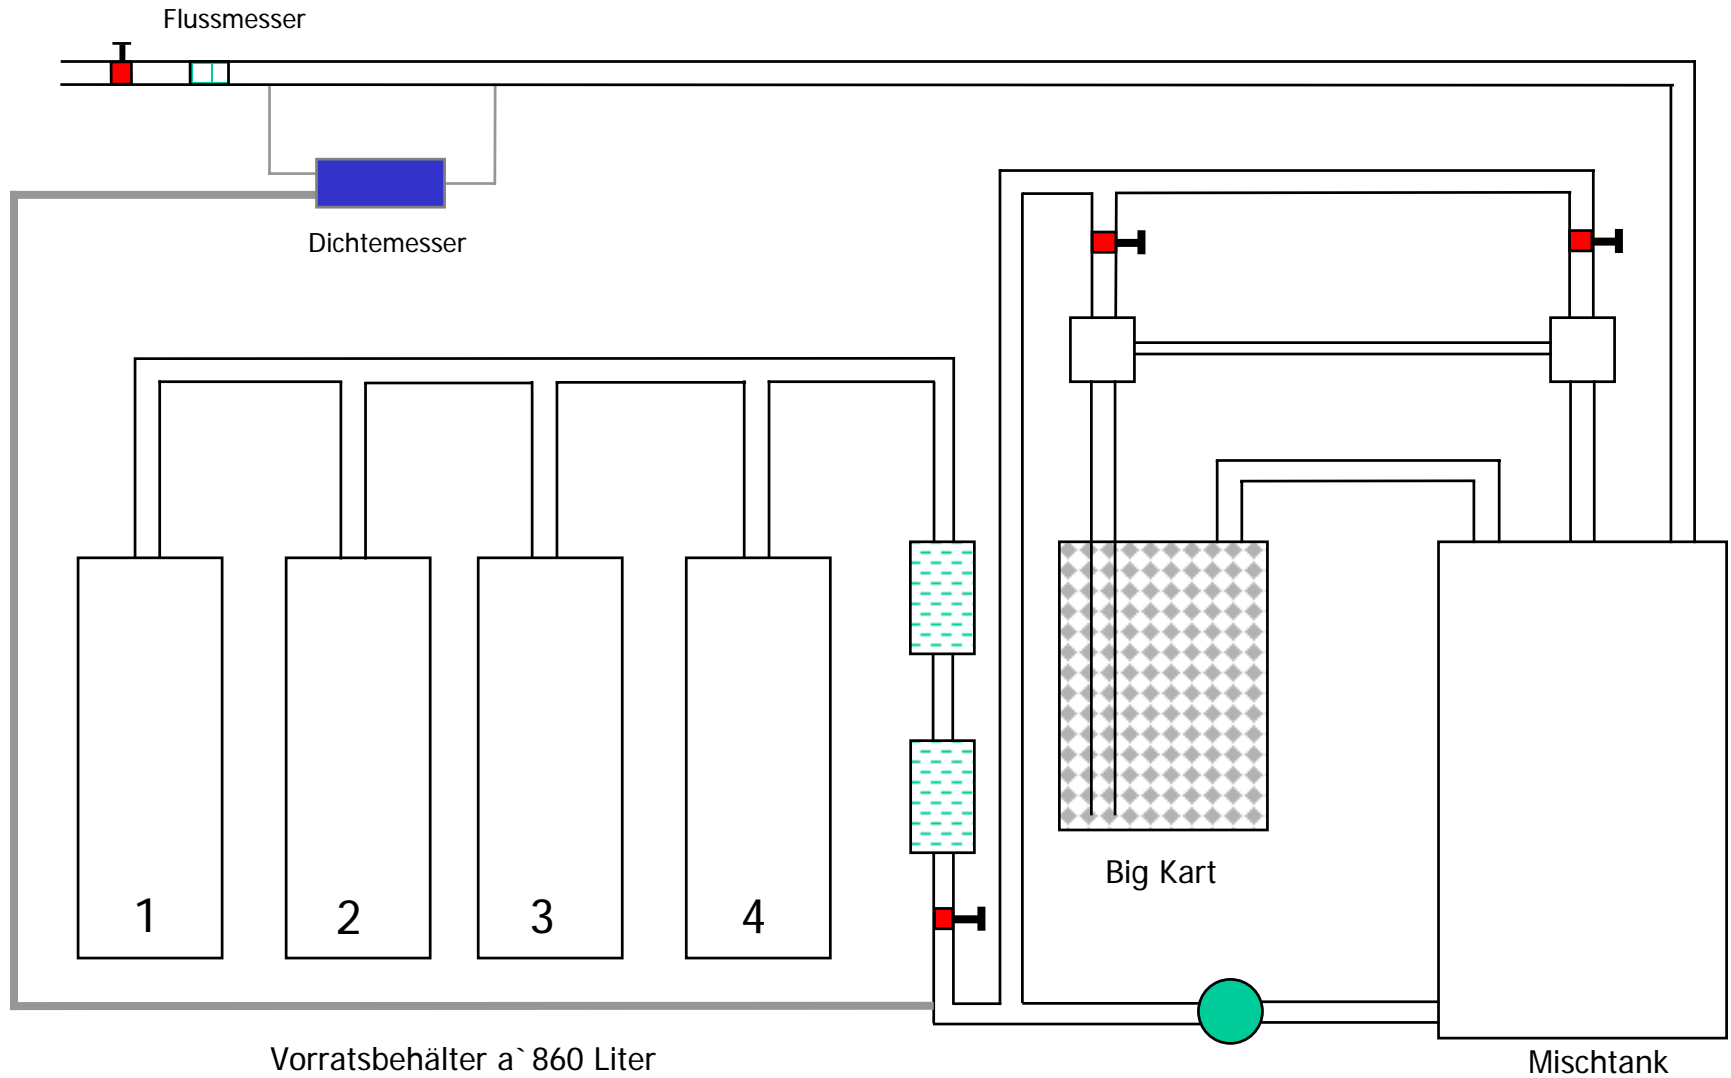 Flussmesser
Dichtemesser
1
2
3
4
Big Kart
Vorratsbehälter a`860 Liter
Mischtank